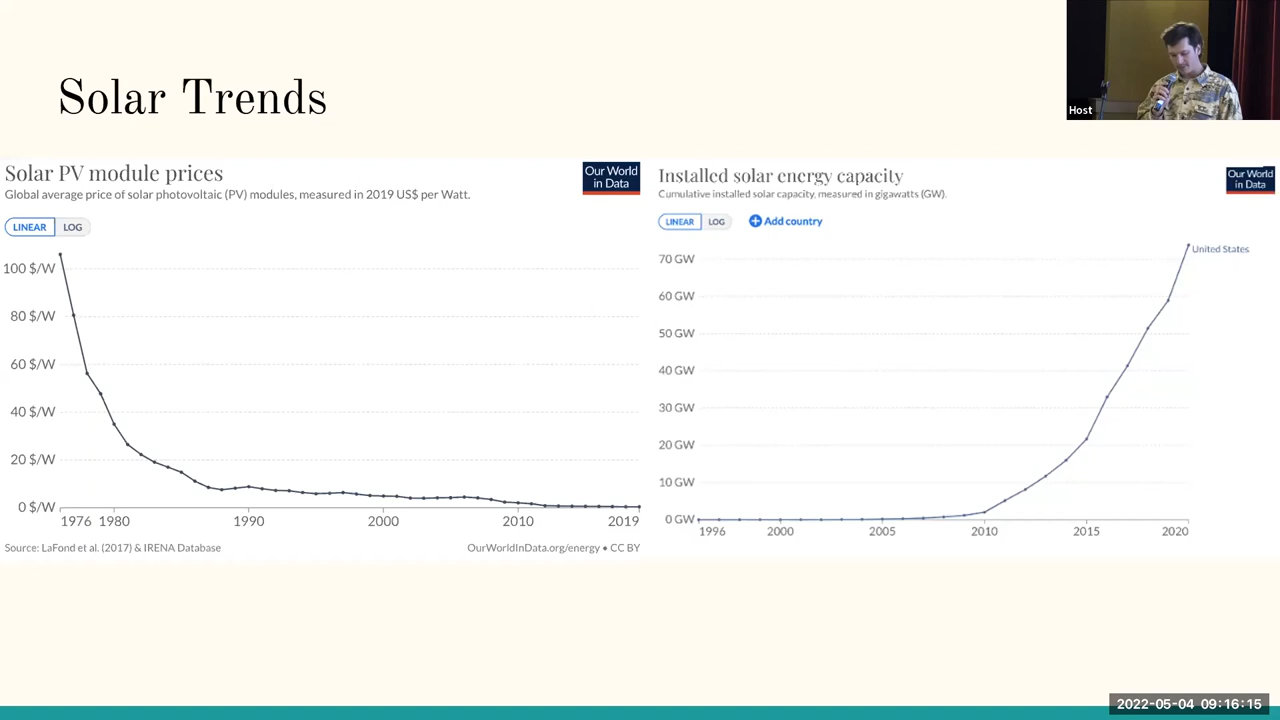 Solar Trends
Host
Solar PV module prices
Global average price of solar photovoltaic (PV) modules, measured in 2019 US$ per Watt.
Our World
in Data
LINEAR LOG
100 $/W
80 $/W
60 $/W
40 $/W
20 $/W
0 $/W
1976 1980 1990 2000 2010 2019
Source: LaFond et al. (2017) & IRENA Database
OurWorldInData.org/energy • CC BY
Installed solar energy capacity
Cumulative installed solar capacity, measured in gigawatts (GW).
Our World
in Data
LINEAR LOG + Add country
United States
70 GW
60 GW
50 GW
40 GW
30 GW
20 GW
10 GW
0 GW
1996 2000 2005 2010 2015 2020
2022-05-04 09:16:15